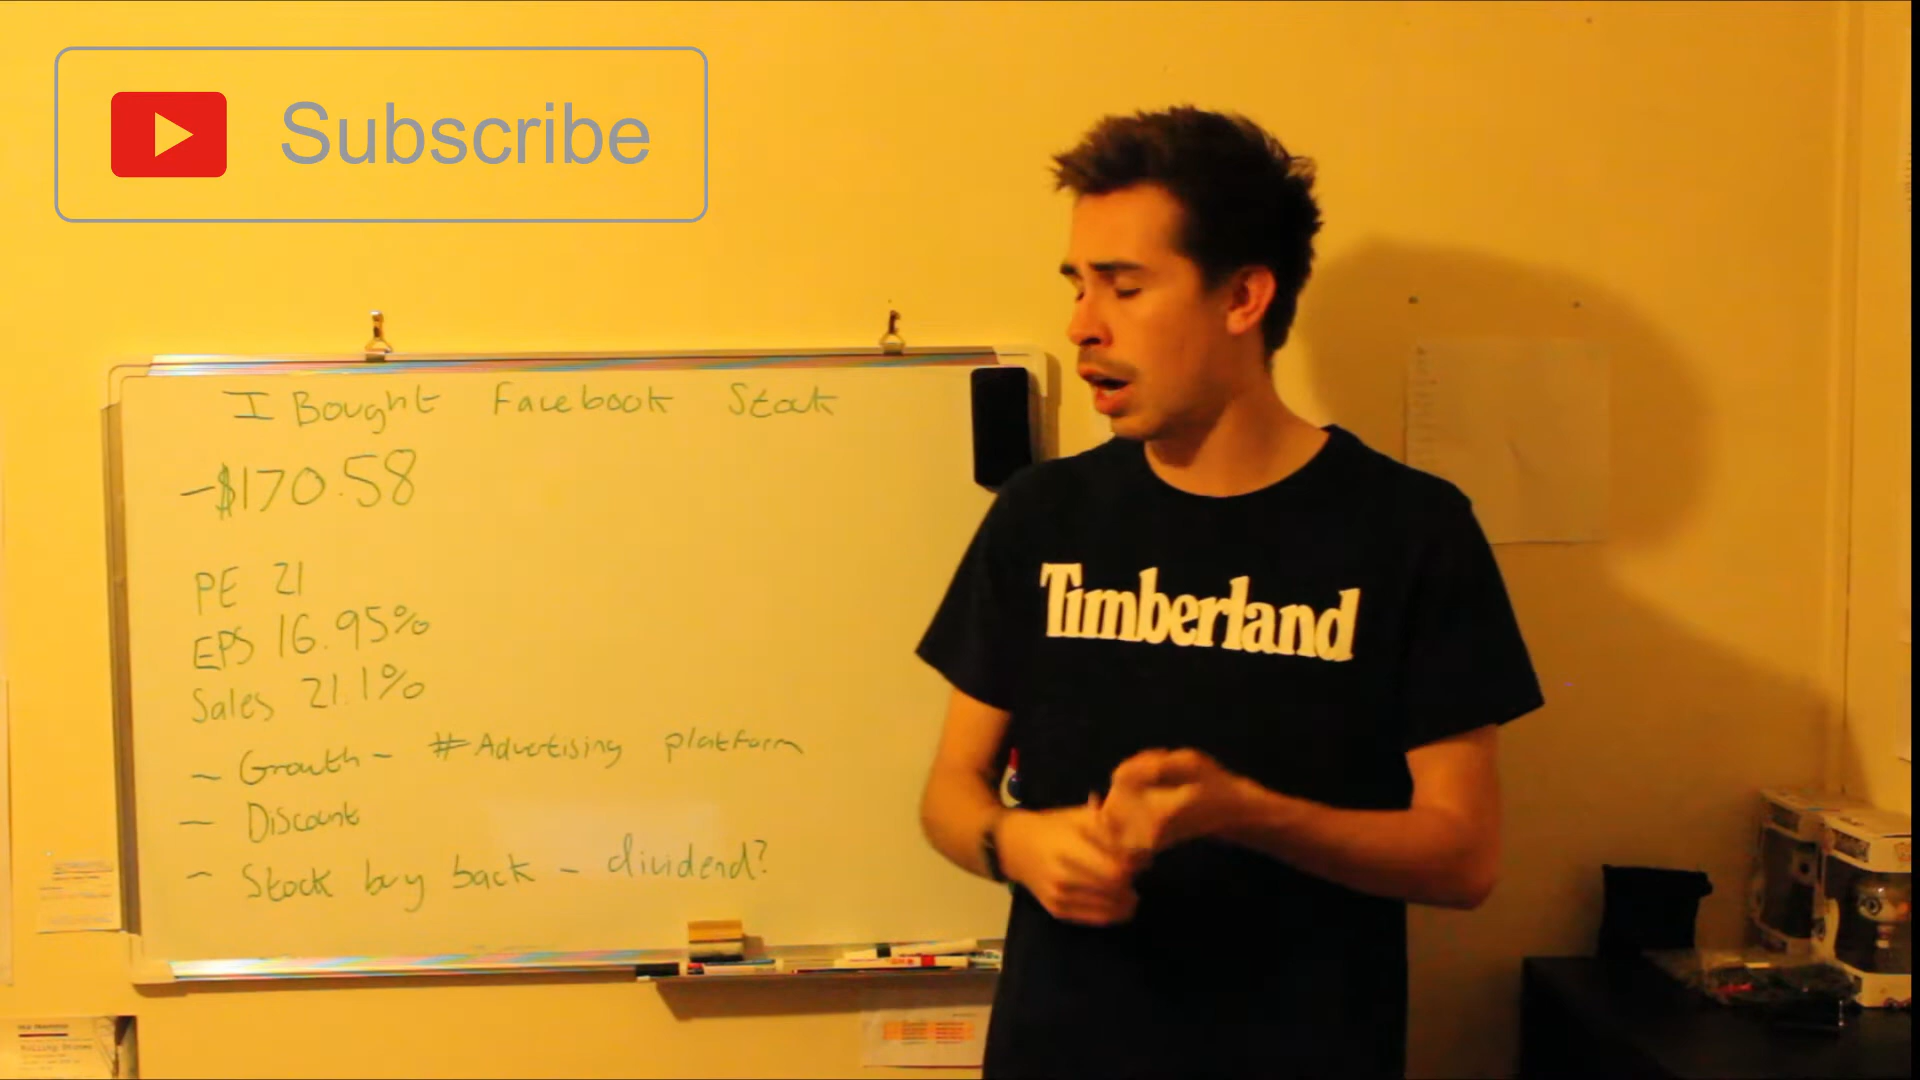 Subscribe
I Bought Facebook Stock
-$170.58
PE 21
EPS 16.95%
Sales 21.1%
- Growth - #Advertising platform
- Discount
- Stock buy back - dividend?
Timberland